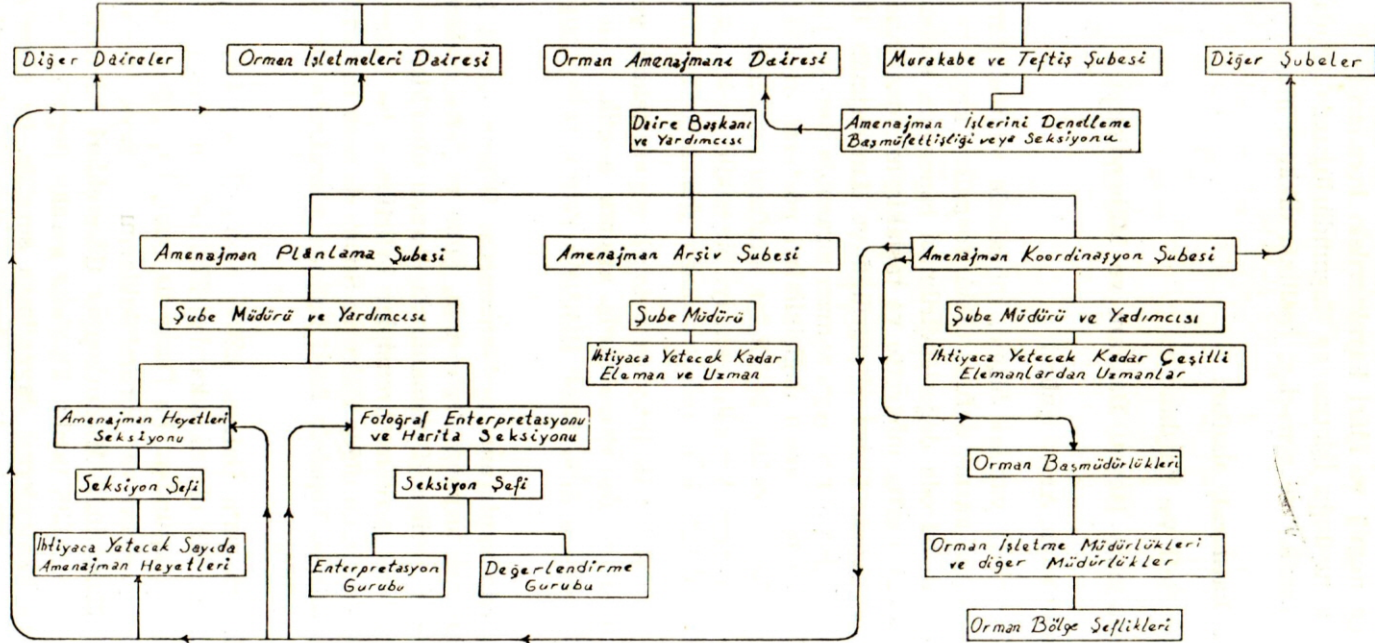 Diğer Daireler
Orman İşletmeleri Dairesi
Orman Amenajmanı Dairesi
Murakabe ve Teftiş Şubesi
Diğer Şubeler
Daire Başkanı
ve Yardımcısı
Amenajman İşlerini Denetleme
Başmüfettişliği veya Seksiyonu
Amenajman Plânlama Şubesi
Amenajman Arşiv Şubesi
Amenajman Koordinasyon Şubesi
Şube Müdürü ve Yardımcısı
Şube Müdürü
Şube Müdürü ve Yadımcısı
İhtiyaca Yetecek Kadar
Eleman ve Uzman
İhtiyaca Yetecek Kadar Çeşitli
Elemanlardan Uzmanlar
Amenajman Heyetleri
Seksiyonu
Fotoğraf Enterpretasyonu
ve Harita Seksiyonu
Orman Başmüdürlükleri
Seksiyon Şefi
Seksiyon Şefi
İhtiyaca Yetecek Sayıda
Amenajman Heyetleri
Enterpretasyon
Gurubu
Değerlendirme
Gurubu
Orman İşletme Müdürlükleri
ve diğer Müdürlükler
Orman Bölge Şeflikleri